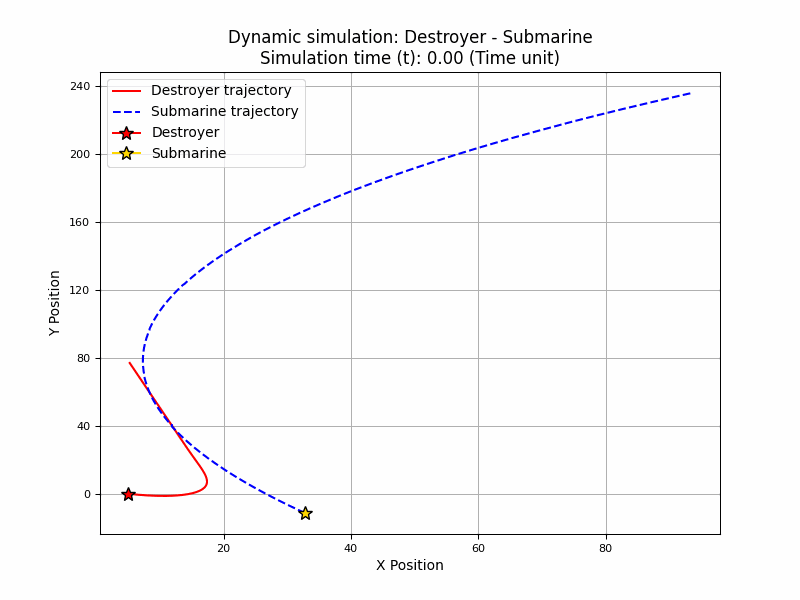 Dynamic simulation: Destroyer - Submarine
Simulation time (t): 0.00 (Time unit)
Destroyer trajectory
Submarine trajectory
Destroyer
Submarine
240
200
160
120
80
40
0
Y Position
20
40
60
80
X Position